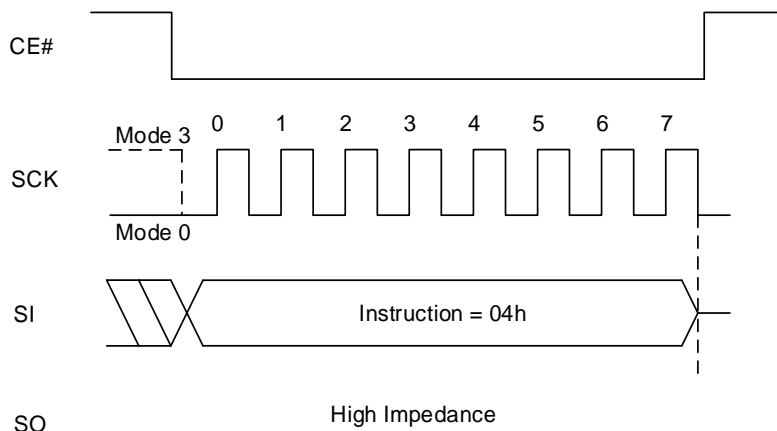 CE#
0 1 2 3 4 5 6 7
Mode 3
SCK
Mode 0
SI
Instruction = 04h
SO
High Impedance